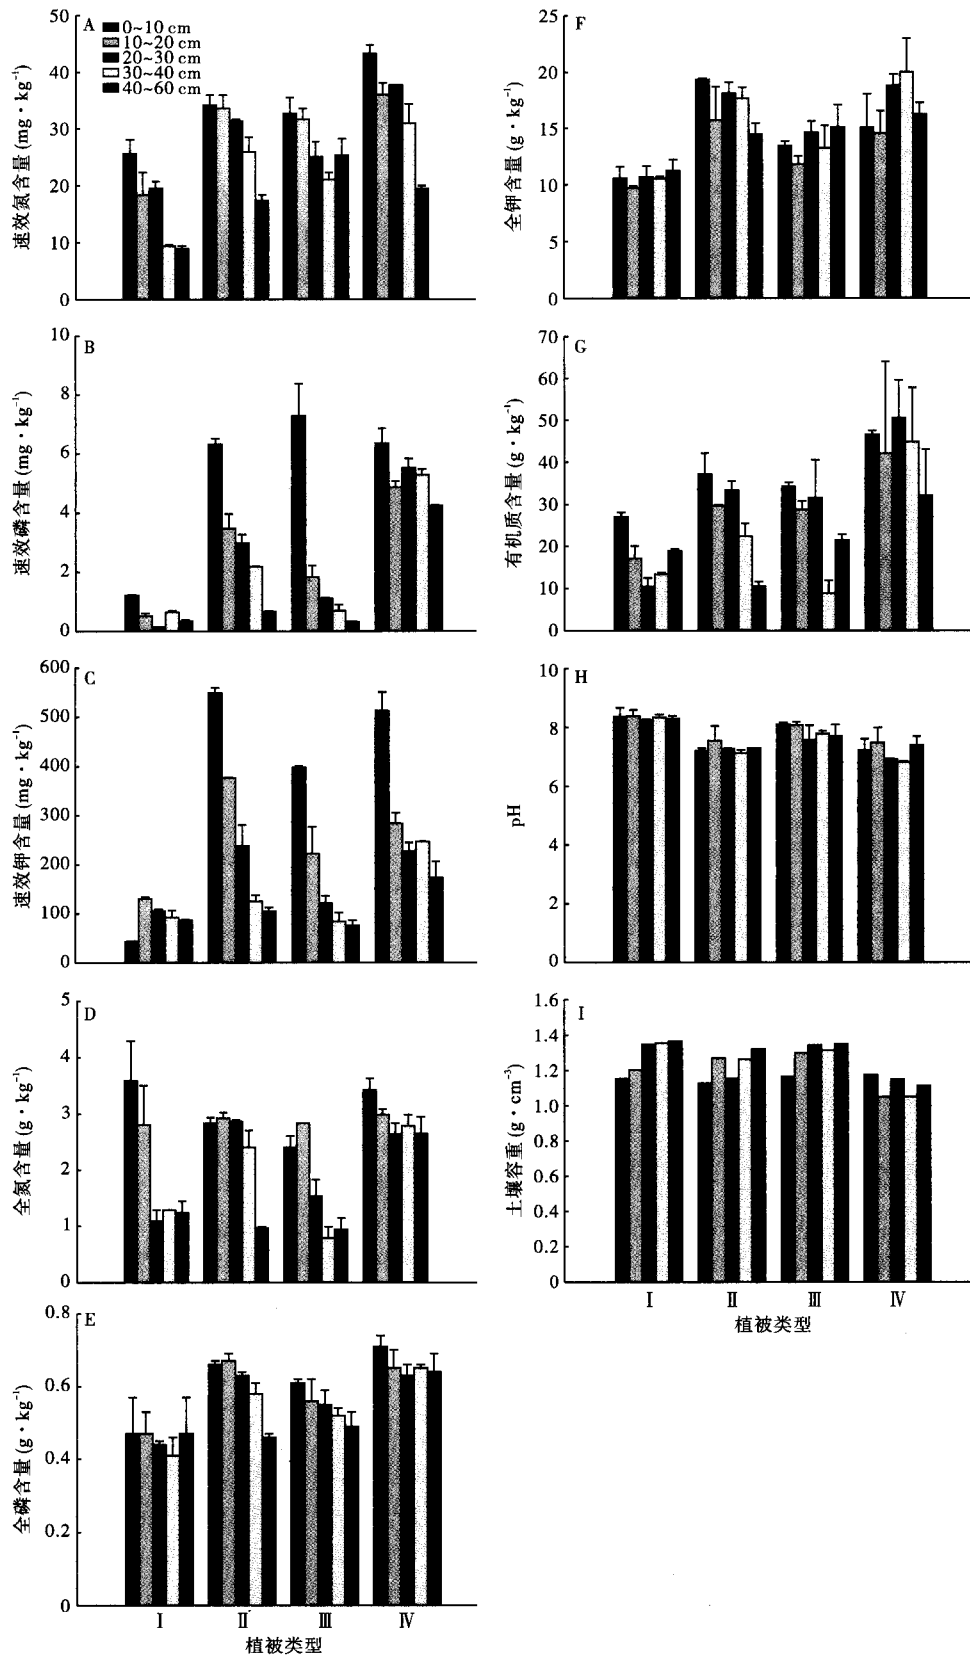 A
0~10 cm
10~20 cm
20~30 cm
30~40 cm
40~60 cm
速效氮含量(mg·kg⁻¹)
50
40
30
20
10
0
B
速效磷含量(mg·kg⁻¹)
10
8
6
4
2
0
C
速效钾含量(mg·kg⁻¹)
600
500
400
300
200
100
0
D
全氮含量(g·kg⁻¹)
5
4
3
2
1
0
E
全磷含量(g·kg⁻¹)
0.8
0.6
0.4
0.2
0
Ⅰ Ⅱ Ⅲ Ⅳ
植被类型
F
全钾含量(g·kg⁻¹)
25
20
15
10
5
0
G
有机质含量(g·kg⁻¹)
70
60
50
40
30
20
10
0
H
pH
10
8
6
4
2
0
I
土壤容重(g·cm⁻³)
1.6
1.4
1.2
1.0
0.8
0.6
0.4
0.2
0
Ⅰ Ⅱ Ⅲ Ⅳ
植被类型